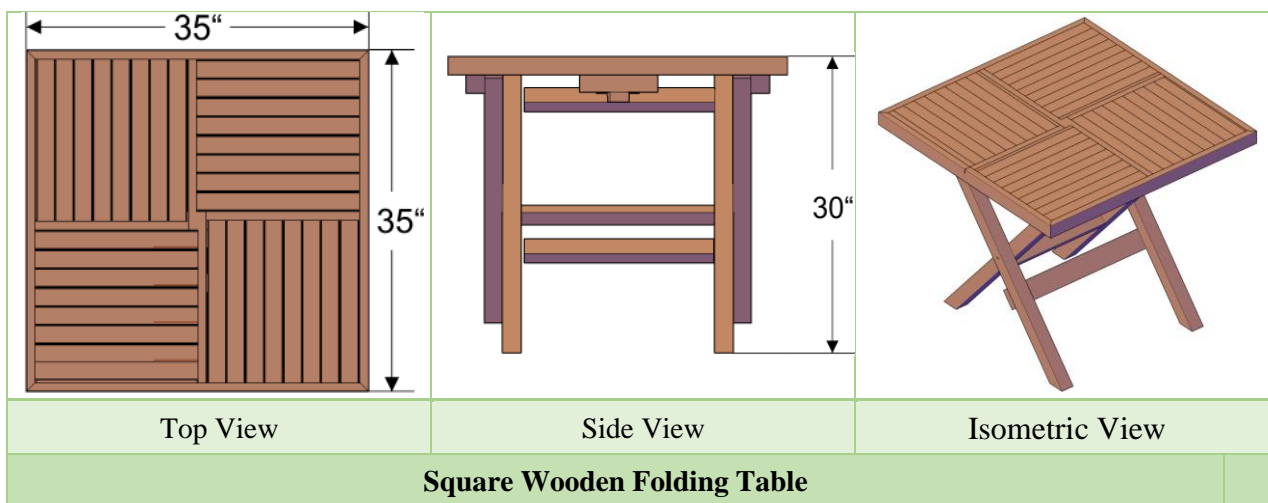 35“
35“
30“
Top View
Side View
Isometric View
Square Wooden Folding Table